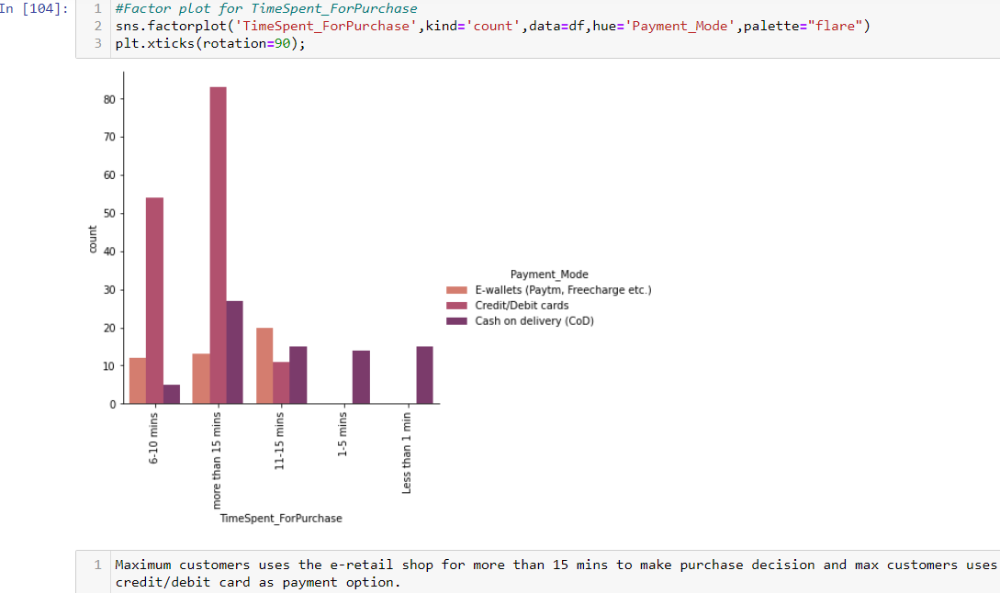 In [104]:
1 #Factor plot for TimeSpent_ForPurchase
2 sns.factorplot('TimeSpent_ForPurchase',kind='count',data=df,hue='Payment_Mode',palette="flare")
3 plt.xticks(rotation=90);
80
70
60
50
40
30
20
10
0
count
Payment_Mode
E-wallets (Paytm, Freecharge etc.)
Credit/Debit cards
Cash on delivery (CoD)
6-10 mins
more than 15 mins
11-15 mins
1-5 mins
Less than 1 min
TimeSpent_ForPurchase
1 Maximum customers uses the e-retail shop for more than 15 mins to make purchase decision and max customers uses
credit/debit card as payment option.